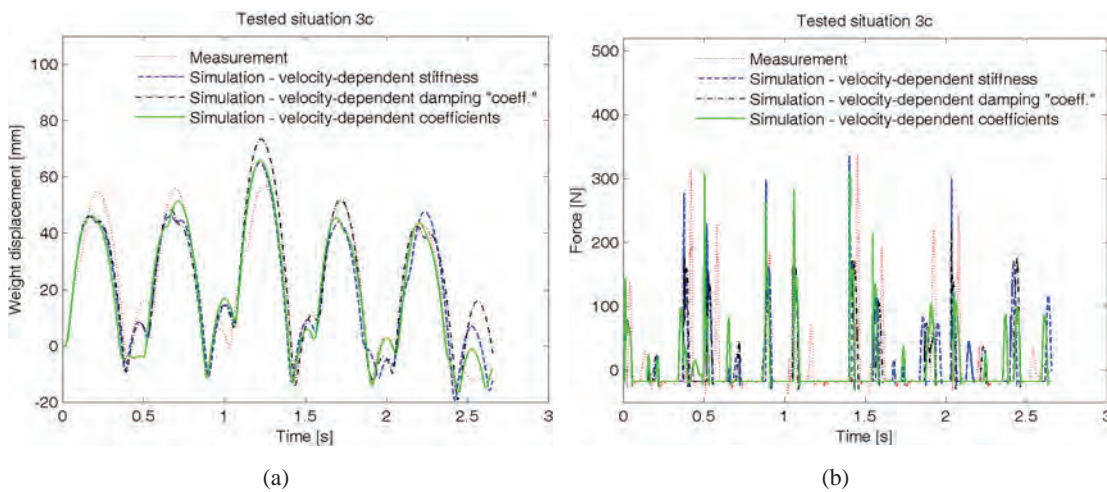 Tested situation 3c
100
80
60
40
20
0
-20
Weight displacement [mm]
Measurement
Simulation - velocity-dependent stiffness
Simulation - velocity-dependent damping "coeff."
Simulation - velocity-dependent coefficients
0 0.5 1 1.5 2 2.5 3
Time [s]
(a)
Tested situation 3c
500
400
300
200
100
0
Force [N]
Measurement
Simulation - velocity-dependent stiffness
Simulation - velocity-dependent damping "coeff."
Simulation - velocity-dependent coefficients
0 0.5 1 1.5 2 2.5 3
Time [s]
(b)